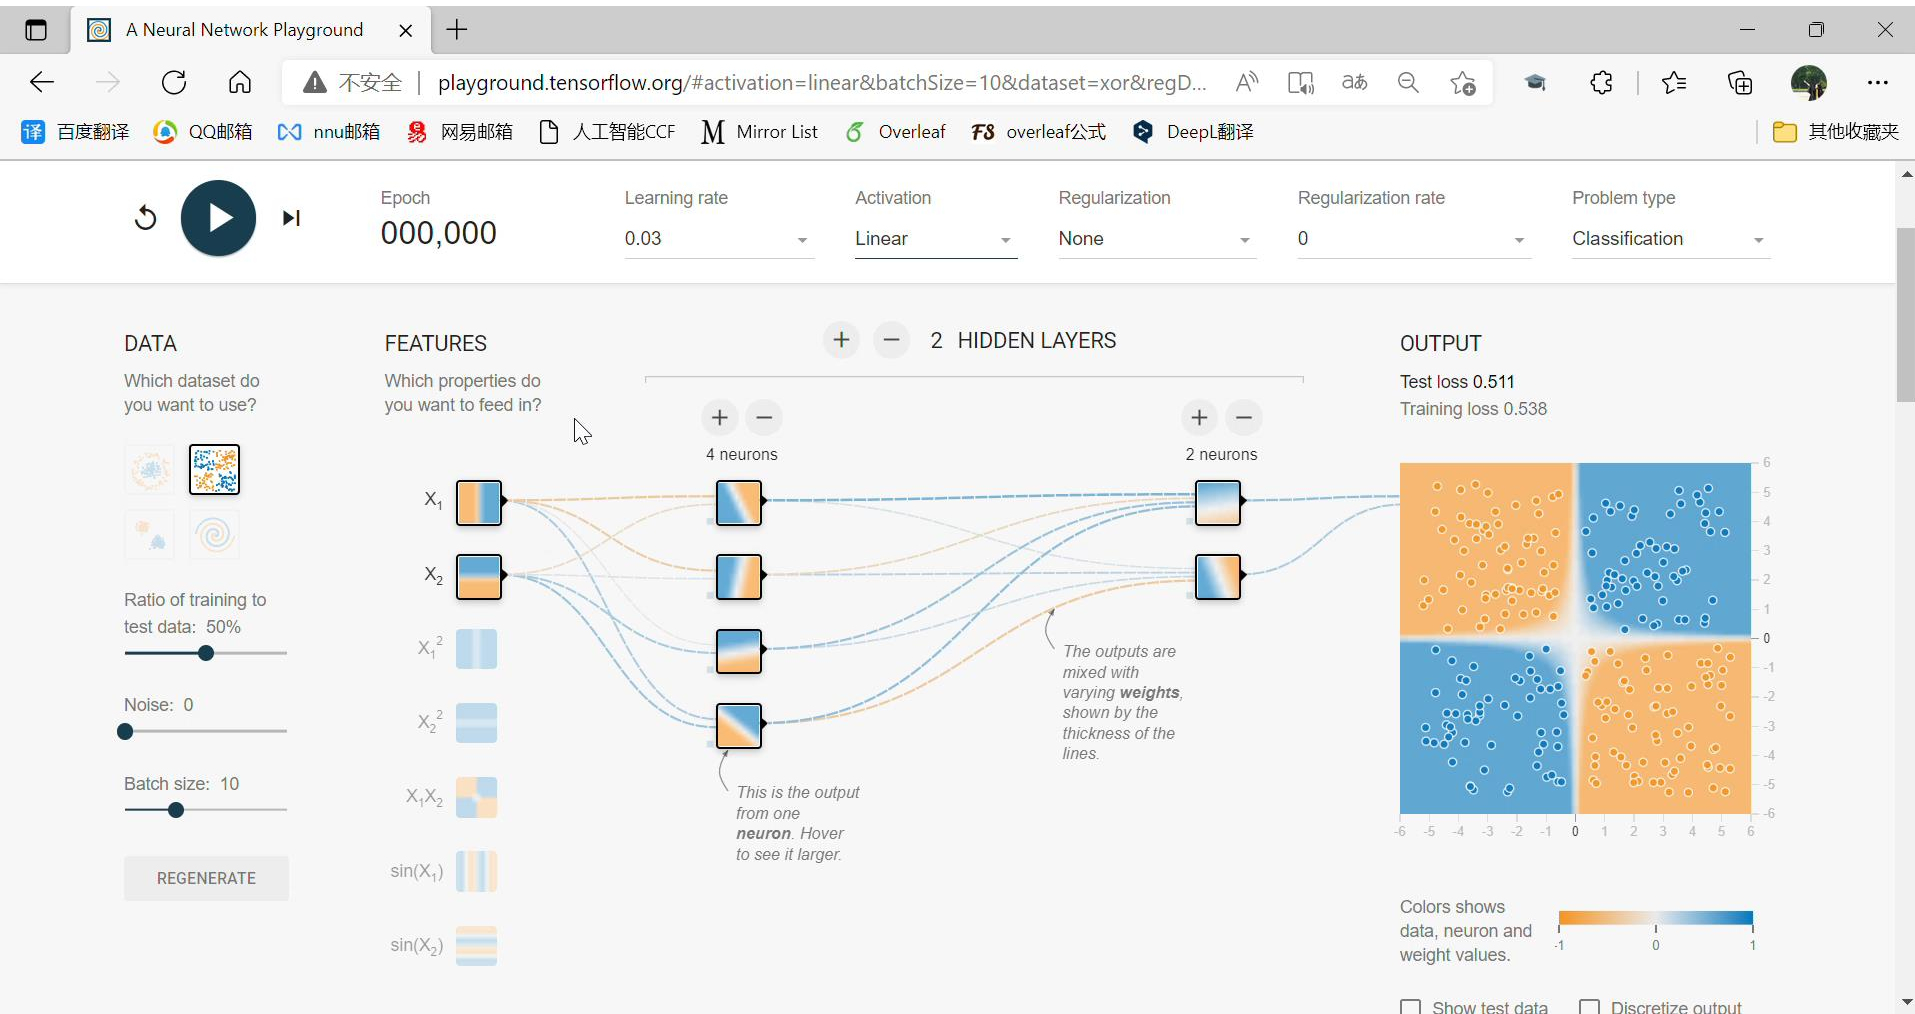 A Neural Network Playground
不安全
playground.tensorflow.org/#activation=linear&batchSize=10&dataset=xor&regD...
aあ
译 百度翻译
QQ邮箱
nnu邮箱
网易邮箱
人工智能CCF
M Mirror List
Overleaf
FS overleaf公式
DeepL翻译
其他收藏夹
Epoch
000,000
Learning rate
0.03
Activation
Linear
Regularization
None
Regularization rate
0
Problem type
Classification
DATA
Which dataset do
you want to use?
Ratio of training to
test data: 50%
Noise: 0
Batch size: 10
REGENERATE
FEATURES
Which properties do
you want to feed in?
X1
X2
X1²
X2²
X1X2
sin(X1)
sin(X2)
+ − 2 HIDDEN LAYERS
+ −
4 neurons
+ −
2 neurons
This is the output
from one
neuron. Hover
to see it larger.
The outputs are
mixed with
varying weights,
shown by the
thickness of the
lines.
OUTPUT
Test loss 0.511
Training loss 0.538
6
5
4
3
2
1
0
-1
-2
-3
-4
-5
-6
-6 -5 -4 -3 -2 -1 0 1 2 3 4 5 6
Colors shows
data, neuron and
weight values.
-1 0 1
Show test data
Discretize output